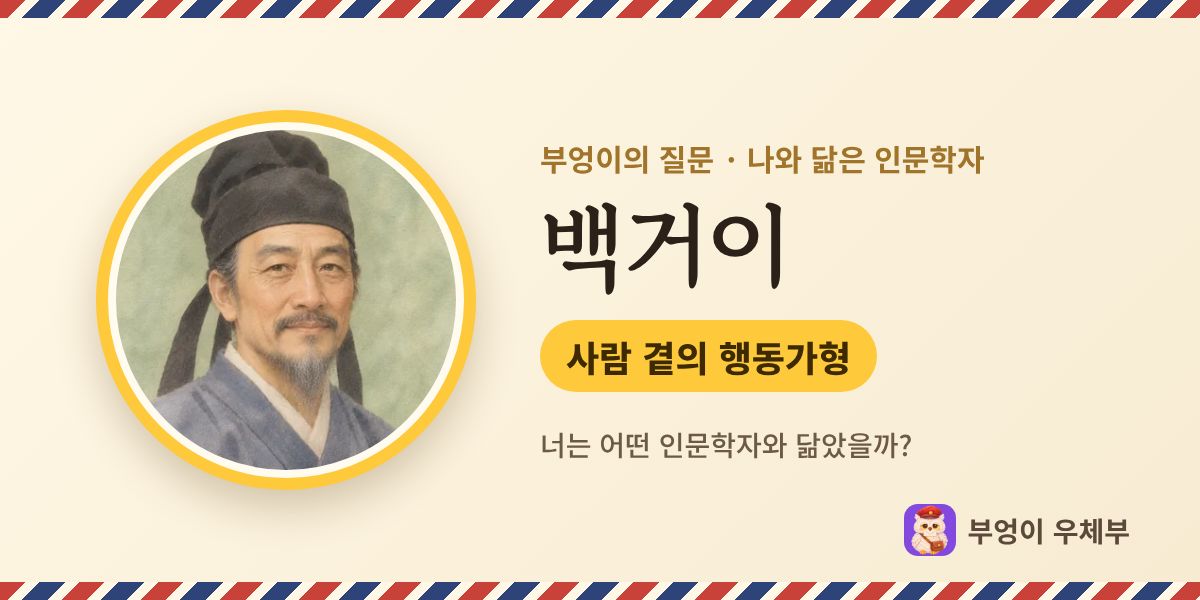 부엉이의 질문 · 나와 닮은 인문학자
백거이
사람 곁의 행동가형
너는 어떤 인문학자와 닮았을까?
부엉이 우체부